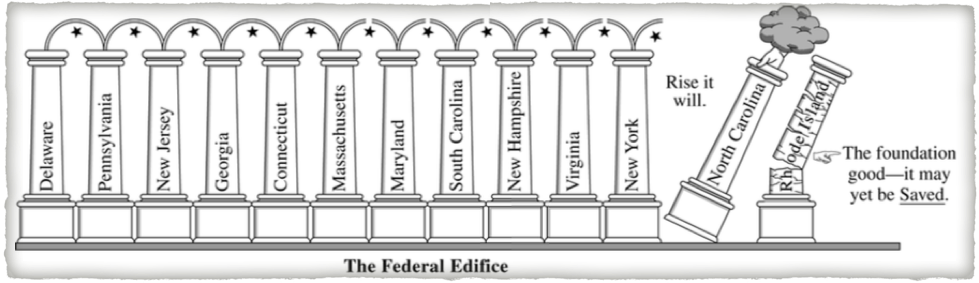 Delaware
Pennsylvania
New Jersey
Georgia
Connecticut
Massachusetts
Maryland
South Carolina
New Hampshire
Virginia
New York
Rise it
will.
North Carolina
Rhode Island
The foundation
good—it may
yet be Saved.
The Federal Edifice